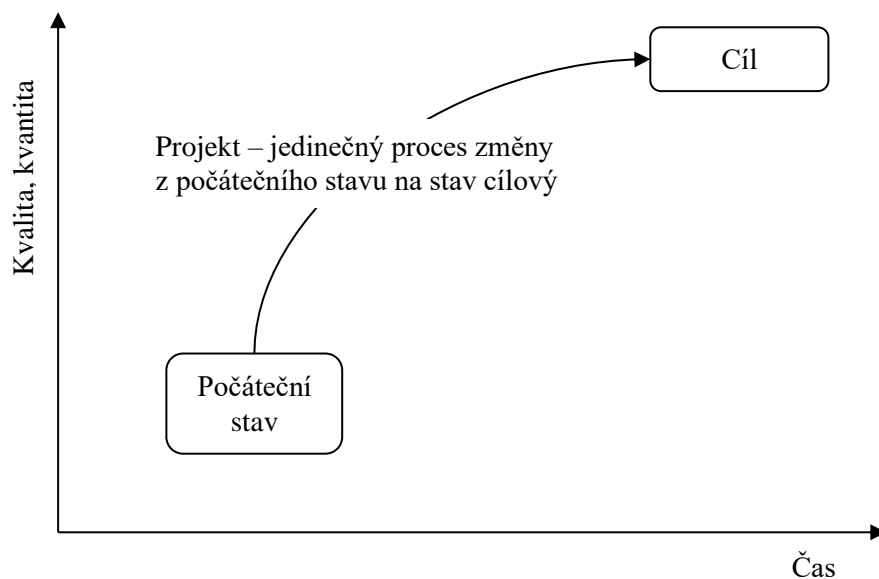 Cíl
Kvalita, kvantita
Projekt – jedinečný proces změny
z počátečního stavu na stav cílový
Počáteční
stav
Čas